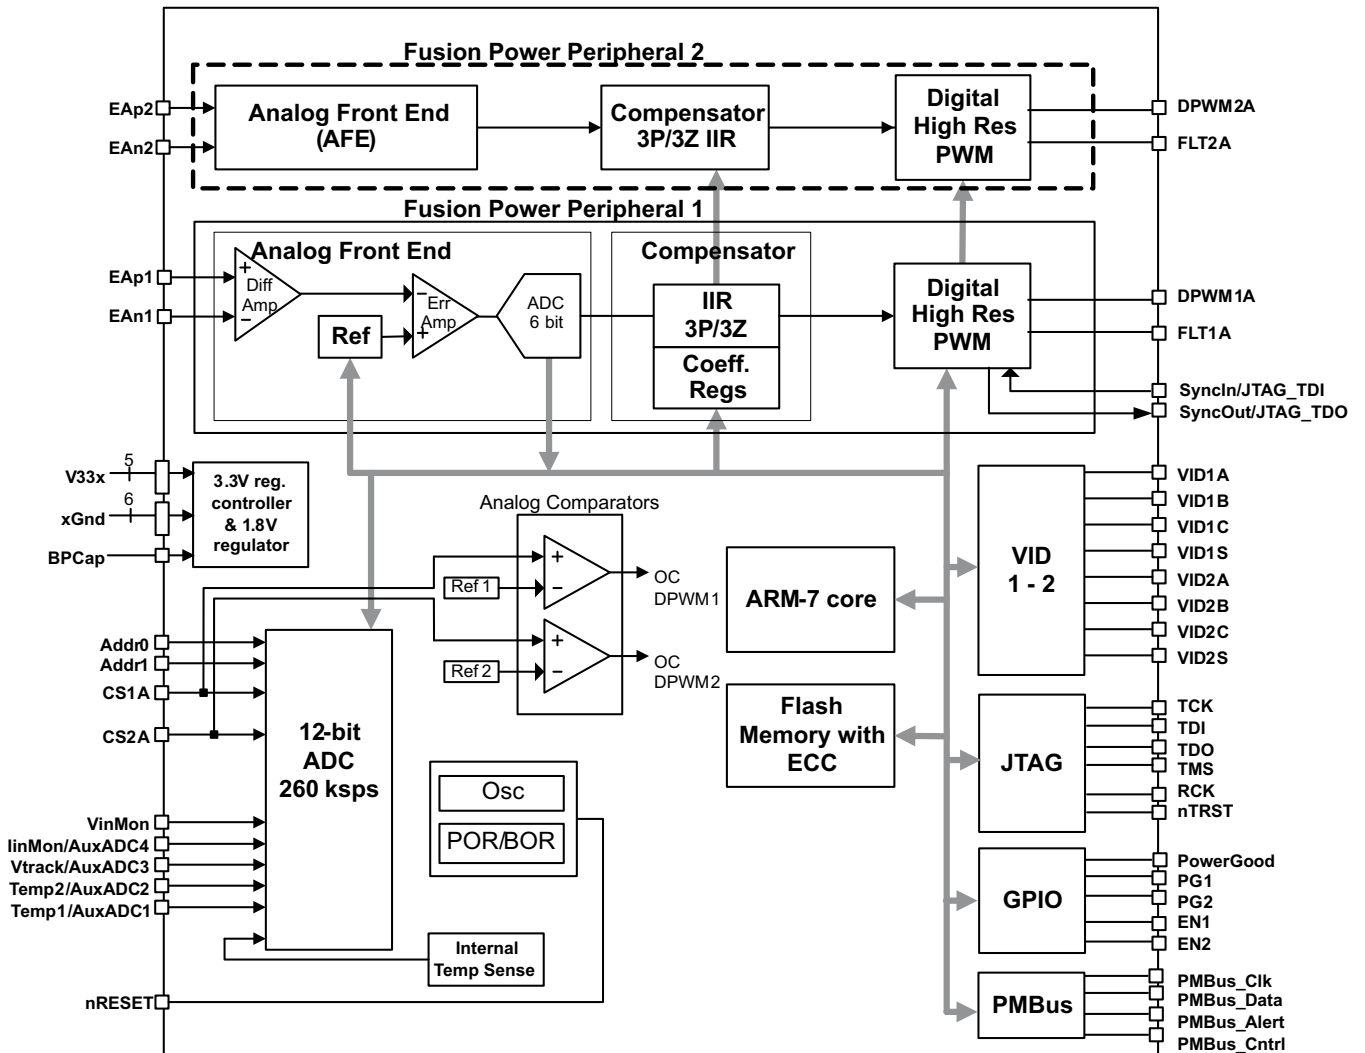 Fusion Power Peripheral 2
EAp2
EAn2
Analog Front End
(AFE)
Compensator
3P/3Z IIR
Digital
High Res
PWM
DPWM2A
FLT2A
Fusion Power Peripheral 1
Analog Front End
Compensator
EAp1
EAn1
+
Diff
Amp
−
Ref
−
Err
Amp
+
ADC
6 bit
IIR
3P/3Z
Coeff.
Regs
Digital
High Res
PWM
DPWM1A
FLT1A
SyncIn/JTAG_TDI
SyncOut/JTAG_TDO
V33x
5
xGnd
6
BPCap
3.3V reg.
controller
& 1.8V
regulator
Analog Comparators
Ref 1
+
−
OC
DPWM1
Ref 2
+
−
OC
DPWM2
ARM-7 core
Flash
Memory with
ECC
VID
1 - 2
VID1A
VID1B
VID1C
VID1S
VID2A
VID2B
VID2C
VID2S
Addr0
Addr1
CS1A
CS2A
VinMon
IinMon/AuxADC4
Vtrack/AuxADC3
Temp2/AuxADC2
Temp1/AuxADC1
12-bit
ADC
260 ksps
Osc
POR/BOR
Internal
Temp Sense
nRESET
JTAG
TCK
TDI
TDO
TMS
RCK
nTRST
GPIO
PowerGood
PG1
PG2
EN1
EN2
PMBus
PMBus_Clk
PMBus_Data
PMBus_Alert
PMBus_Cntrl